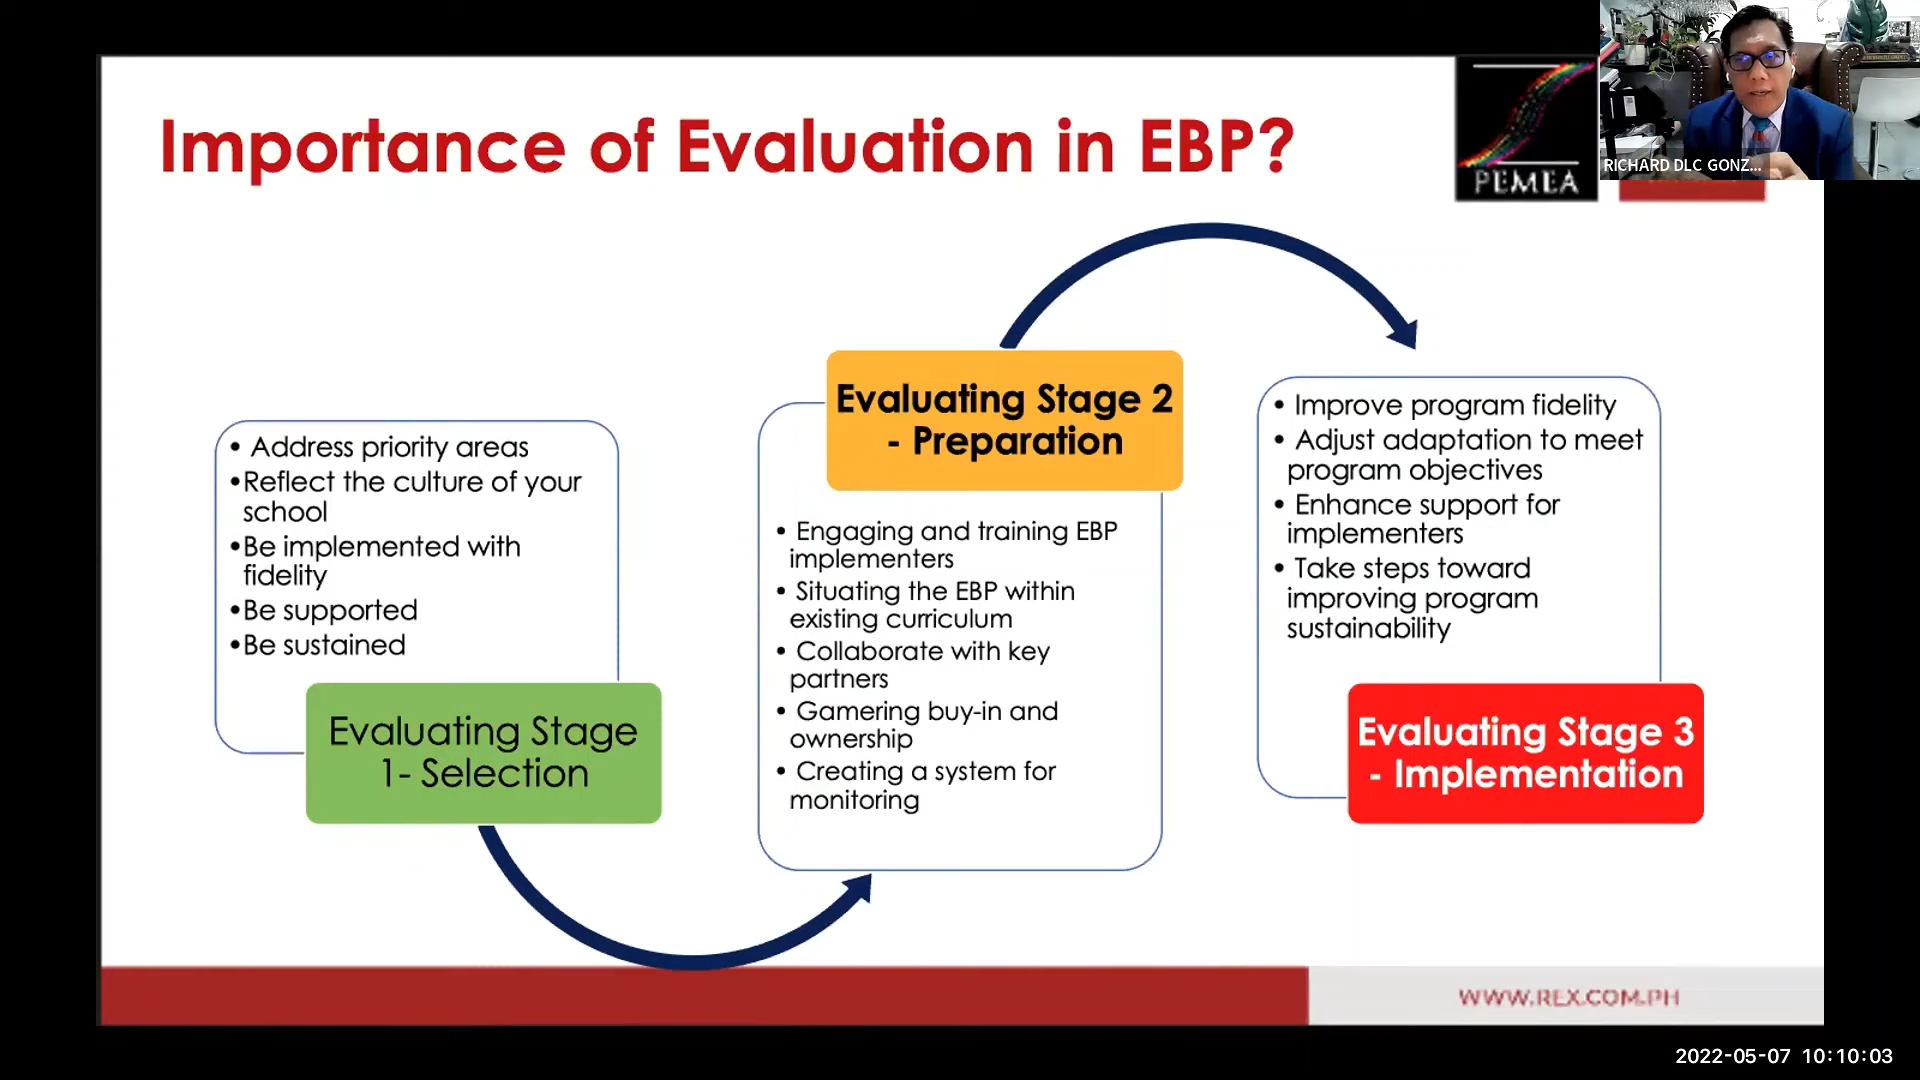 Importance of Evaluation in EBP?
PEMEA
RICHARD DLC GONZ...
• Address priority areas
•Reflect the culture of your
school
•Be implemented with
fidelity
•Be supported
•Be sustained
Evaluating Stage
1- Selection
Evaluating Stage 2
- Preparation
• Engaging and training EBP
implementers
• Situating the EBP within
existing curriculum
• Collaborate with key
partners
• Gamering buy-in and
ownership
• Creating a system for
monitoring
• Improve program fidelity
• Adjust adaptation to meet
program objectives
• Enhance support for
implementers
• Take steps toward
improving program
sustainability
Evaluating Stage 3
- Implementation
WWW.REX.COM.PH
2022-05-07 10:10:03